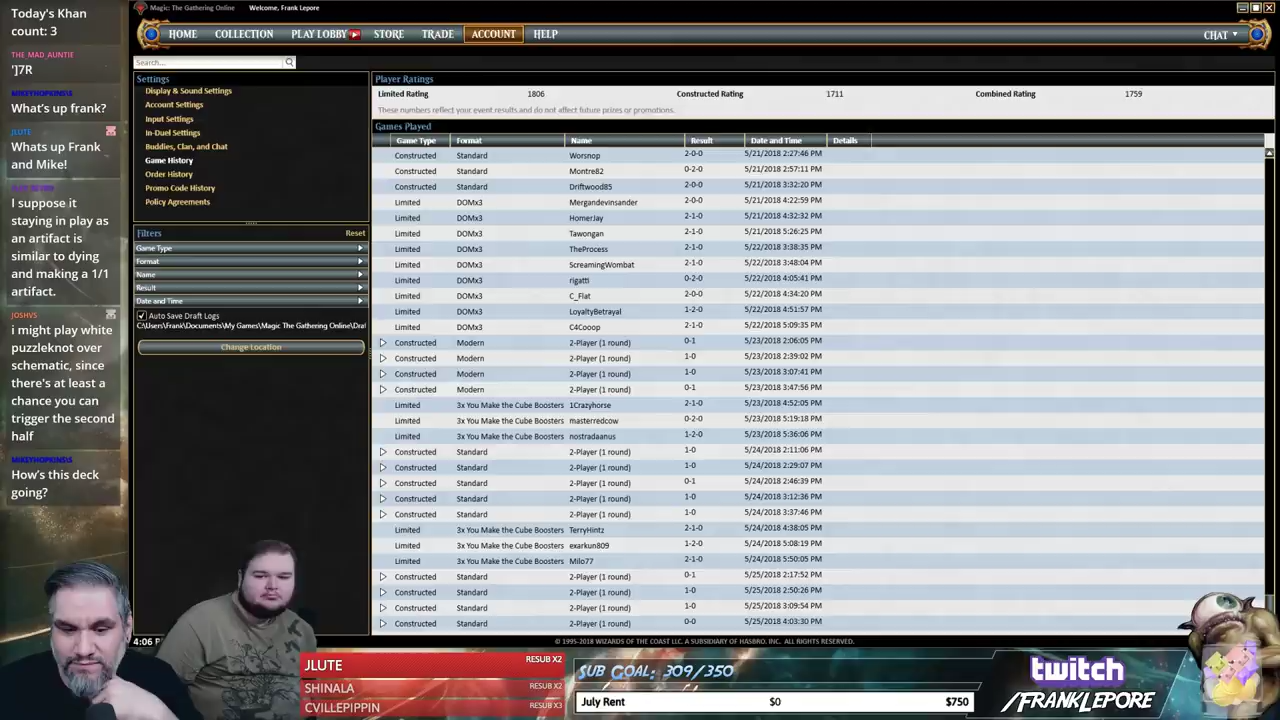 Today's Khan
count: 3
THE_MAD_AUNTIE
']7R
MIKEYHOPKINS\S
What's up frank?
JLUTE
Whats up Frank
and Mike!
I suppose it
staying in play as
an artifact is
similar to dying
and making a 1/1
artifact.
JOSHVS
i might play white
puzzleknot over
schematic, since
there's at least a
chance you can
trigger the second
half
MIKEYHOPKINS\S
How's this deck
going?
4:06 P
Magic: The Gathering Online Welcome, Frank Lepore
HOME COLLECTION PLAY LOBBY STORE TRADE ACCOUNT HELP CHAT
Search...
Settings
Display & Sound Settings
Account Settings
Input Settings
In-Duel Settings
Buddies, Clan, and Chat
Game History
Order History
Promo Code History
Policy Agreements
Filters Reset
Game Type
Format
Name
Result
Date and Time
Auto Save Draft Logs
C:\Users\Frank\Documents\My Games\Magic The Gathering Online\Draf
Change Location
Player Ratings
Limited Rating 1806 Constructed Rating 1711 Combined Rating 1759
These numbers reflect your event results and do not affect future prizes or promotions.
Games Played
Game Type Format Name Result Date and Time Details
Constructed Standard Worsnop 2-0-0 5/21/2018 2:27:46 PM
Constructed Standard Montre82 0-2-0 5/21/2018 2:57:11 PM
Constructed Standard Driftwood85 2-0-0 5/21/2018 3:32:20 PM
Limited DOMx3 Mergandevinsander 2-0-0 5/21/2018 4:22:59 PM
Limited DOMx3 HomerJay 2-1-0 5/21/2018 4:32:32 PM
Limited DOMx3 Tawongan 2-1-0 5/21/2018 5:26:25 PM
Limited DOMx3 TheProcess 2-1-0 5/22/2018 3:38:35 PM
Limited DOMx3 ScreamingWombat 2-1-0 5/22/2018 3:48:04 PM
Limited DOMx3 rigatti 0-2-0 5/22/2018 4:05:41 PM
Limited DOMx3 C_Flat 2-0-0 5/22/2018 4:34:20 PM
Limited DOMx3 LoyaltyBetrayal 1-2-0 5/22/2018 4:51:57 PM
Limited DOMx3 C4Cooop 2-1-0 5/22/2018 5:09:35 PM
Constructed Modern 2-Player (1 round) 0-1 5/23/2018 2:06:05 PM
Constructed Modern 2-Player (1 round) 1-0 5/23/2018 2:39:02 PM
Constructed Modern 2-Player (1 round) 1-0 5/23/2018 3:07:41 PM
Constructed Modern 2-Player (1 round) 0-1 5/23/2018 3:47:56 PM
Limited 3x You Make the Cube Boosters 1Crazyhorse 2-1-0 5/23/2018 4:52:05 PM
Limited 3x You Make the Cube Boosters masterredcow 0-2-0 5/23/2018 5:19:18 PM
Limited 3x You Make the Cube Boosters nostradaanus 1-2-0 5/23/2018 5:36:06 PM
Constructed Standard 2-Player (1 round) 1-0 5/24/2018 2:11:06 PM
Constructed Standard 2-Player (1 round) 1-0 5/24/2018 2:29:07 PM
Constructed Standard 2-Player (1 round) 0-1 5/24/2018 2:46:39 PM
Constructed Standard 2-Player (1 round) 1-0 5/24/2018 3:12:36 PM
Constructed Standard 2-Player (1 round) 1-0 5/24/2018 3:37:46 PM
Limited 3x You Make the Cube Boosters TerryHintz 2-1-0 5/24/2018 4:38:05 PM
Limited 3x You Make the Cube Boosters exarkun809 1-2-0 5/24/2018 5:08:19 PM
Limited 3x You Make the Cube Boosters Milo77 2-1-0 5/24/2018 5:50:05 PM
Constructed Standard 2-Player (1 round) 0-1 5/25/2018 2:17:52 PM
Constructed Standard 2-Player (1 round) 1-0 5/25/2018 2:50:26 PM
Constructed Standard 2-Player (1 round) 1-0 5/25/2018 3:09:54 PM
Constructed Standard 2-Player (1 round) 0-0 5/25/2018 4:03:30 PM
© 1995-2018 WIZARDS OF THE COAST LLC. A SUBSIDIARY OF HASBRO, INC. ALL RIGHTS RESERVED.
JLUTE RESUB X2
SHINALA RESUB X2
CVILLEPIPPIN RESUB X3
SUB GOAL: 309/350
July Rent $0 $750
twitch
/FRANKLEPORE